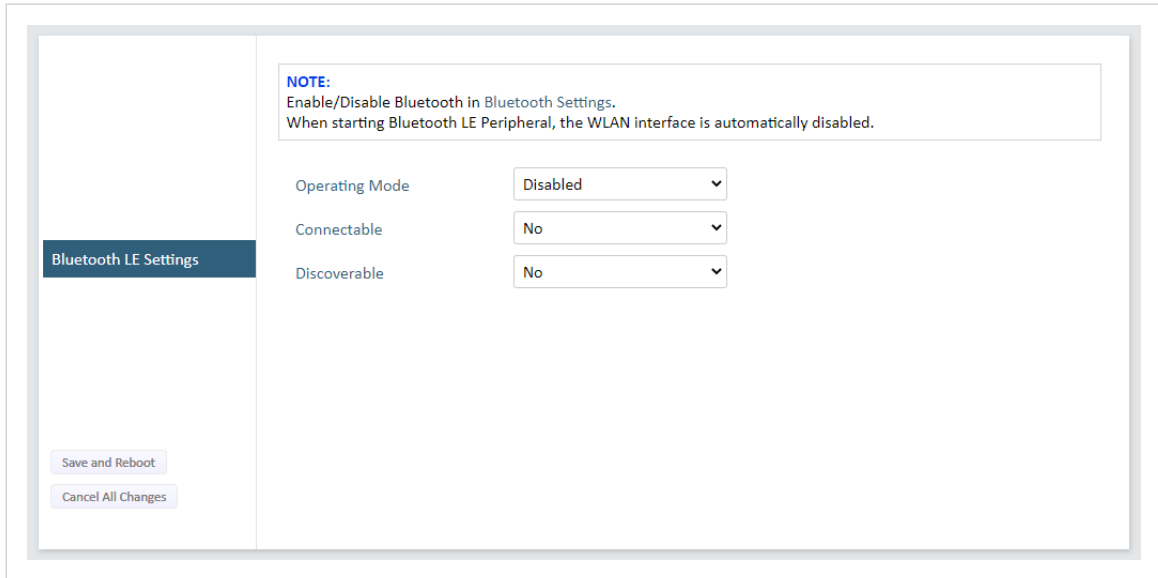 NOTE:
Enable/Disable Bluetooth in Bluetooth Settings.
When starting Bluetooth LE Peripheral, the WLAN interface is automatically disabled.
Operating Mode Disabled
Connectable No
Bluetooth LE Settings
Discoverable No
Save and Reboot
Cancel All Changes